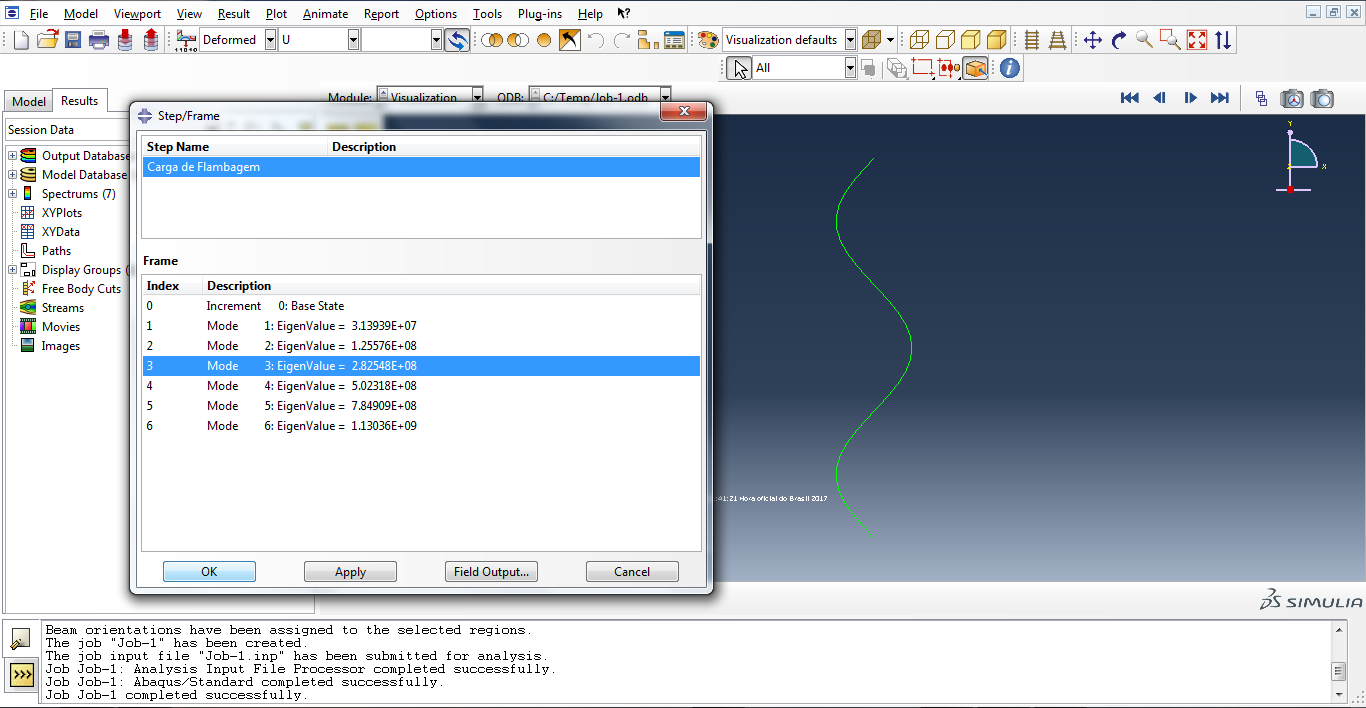 File Model Viewport View Result Plot Animate Report Options Tools Plug-ins Help
11010 Deformed U Visualization defaults
All
Model Results Module: Visualization ODB: C:/Temp/Job-1.odb
Session Data
Output Database
Model Database
Spectrums (7)
XYPlots
XYData
Paths
Display Groups
Free Body Cuts
Streams
Movies
Images
Step/Frame
Step Name Description
Carga de Flambagem
Frame
Index Description
0 Increment 0: Base State
1 Mode 1: EigenValue = 3.13939E+07
2 Mode 2: EigenValue = 1.25576E+08
3 Mode 3: EigenValue = 2.82548E+08
4 Mode 4: EigenValue = 5.02318E+08
5 Mode 5: EigenValue = 7.84909E+08
6 Mode 6: EigenValue = 1.13036E+09
OK Apply Field Output... Cancel
Y
Z X
:41:21 Hora oficial do Brasil 2017
SIMULIA
Beam orientations have been assigned to the selected regions.
The job "Job-1" has been created.
The job input file "Job-1.inp" has been submitted for analysis.
Job Job-1: Analysis Input File Processor completed successfully.
Job Job-1: Abaqus/Standard completed successfully.
Job Job-1 completed successfully.